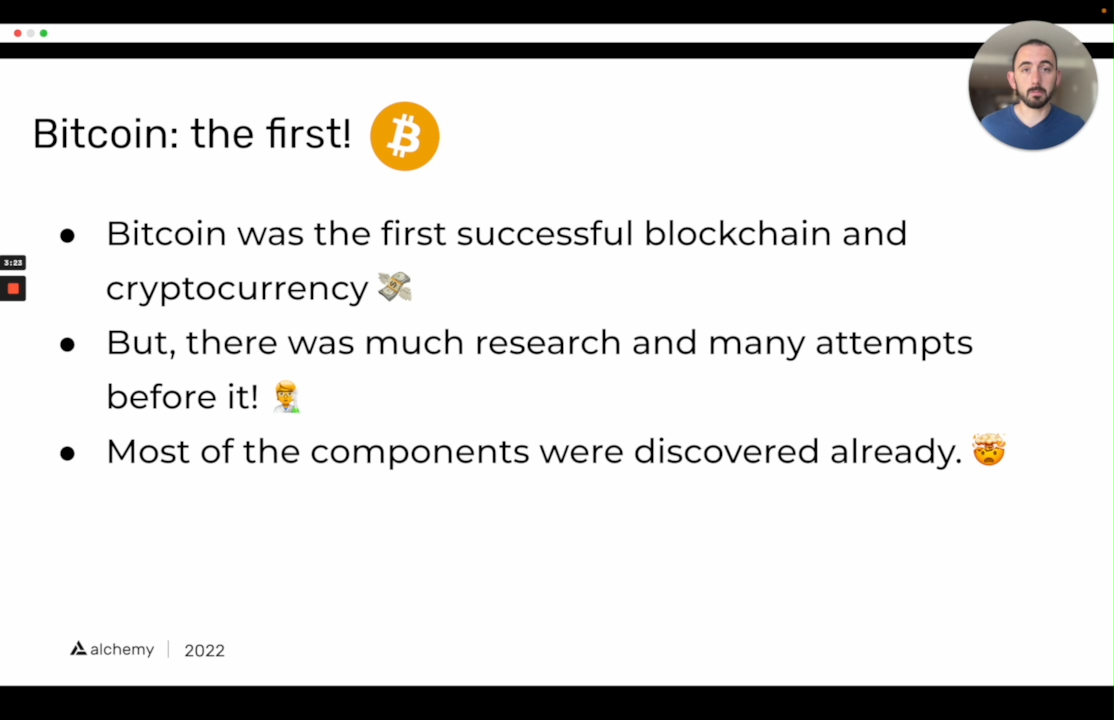 Bitcoin: the first!
Bitcoin was the first successful blockchain and
cryptocurrency 💸
But, there was much research and many attempts
before it! 👨‍🔬
Most of the components were discovered already. 🤯
3:23
alchemy | 2022